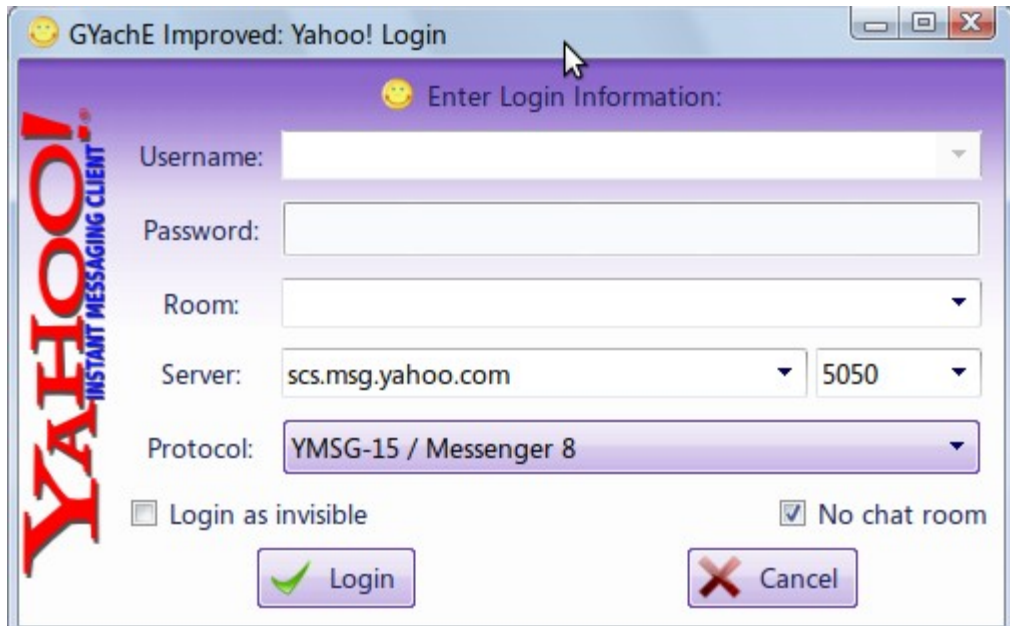 GYachE Improved: Yahoo! Login
Enter Login Information:
YAHOO!®
INSTANT MESSAGING CLIENT
Username:
Password:
Room:
Server: scs.msg.yahoo.com 5050
Protocol: YMSG-15 / Messenger 8
Login as invisible No chat room
Login Cancel